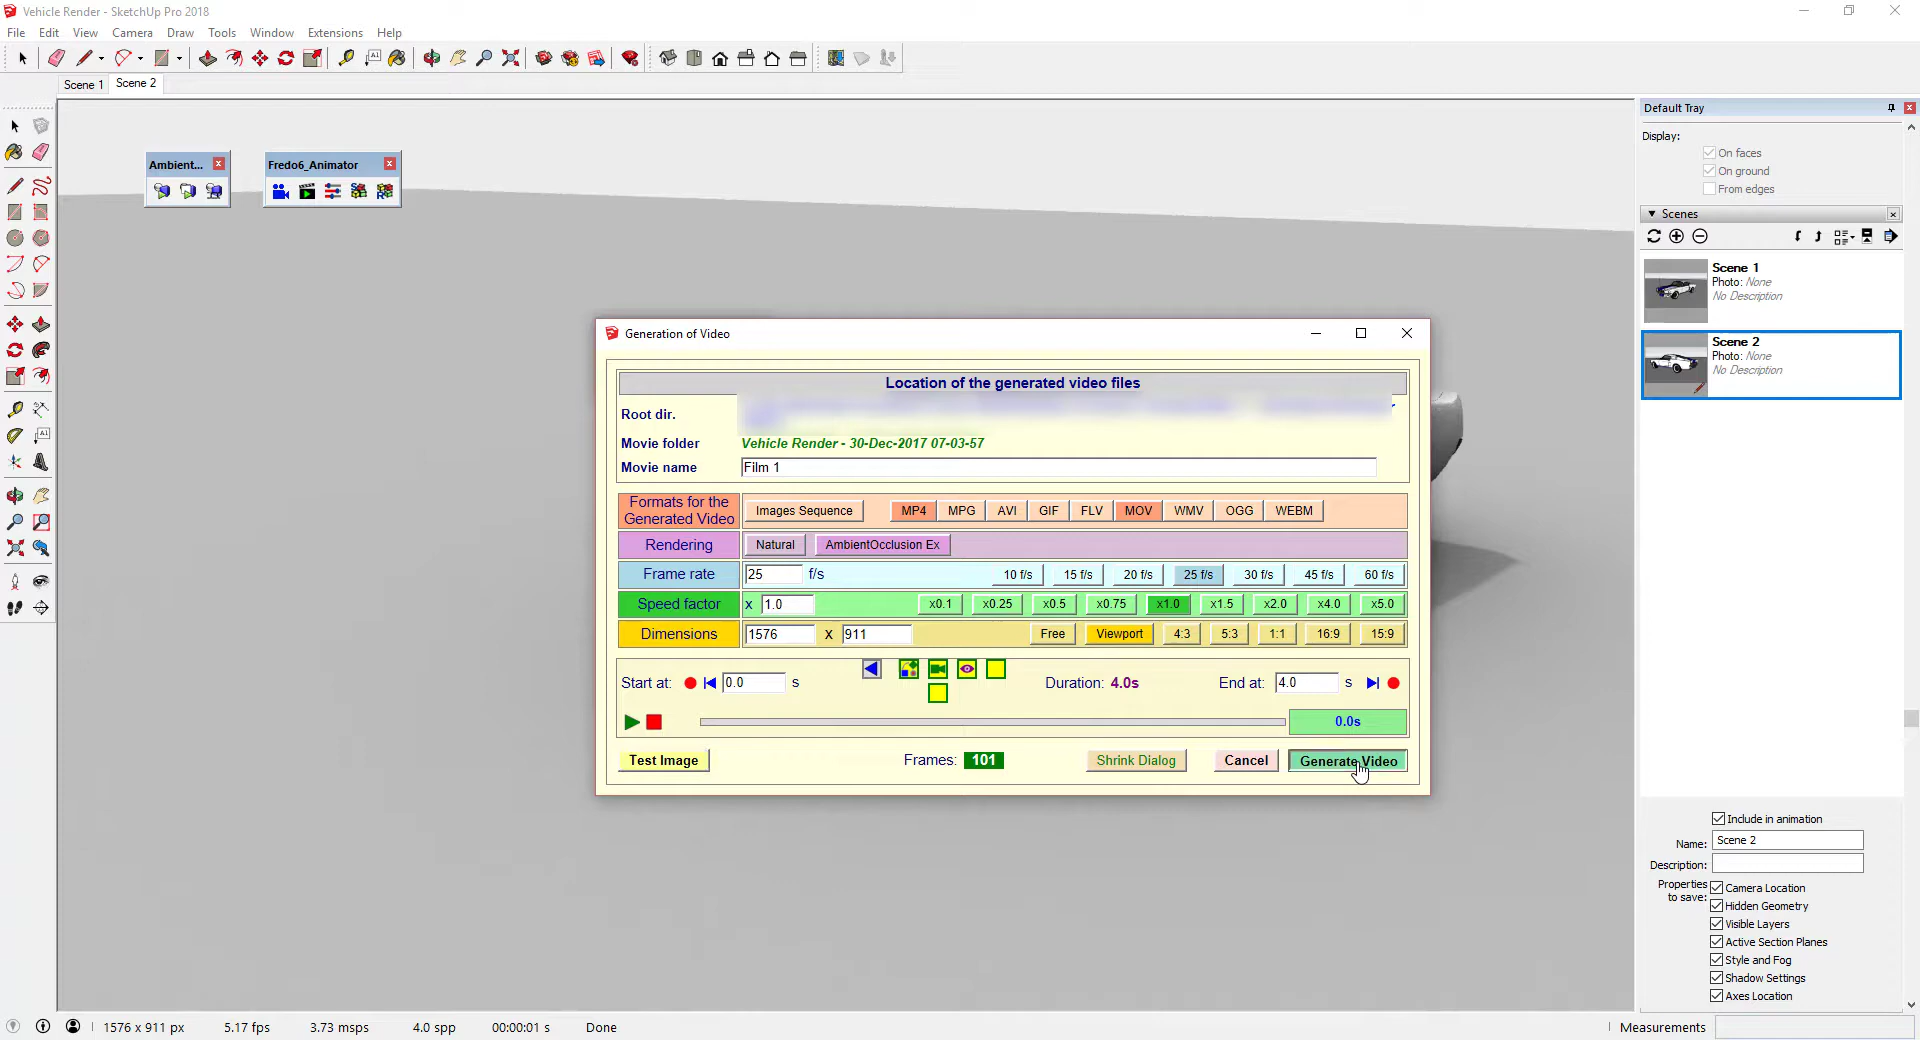 Vehicle Render - SketchUp Pro 2018
File Edit View Camera Draw Tools Window Extensions Help
Scene 1 Scene 2
Ambient...
Fredo6_Animator
Default Tray
Display:
On faces
On ground
From edges
Scenes
Scene 1
Photo: None
No Description
Scene 2
Photo: None
No Description
Generation of Video
Location of the generated video files
Root dir.
Movie folder Vehicle Render - 30-Dec-2017 07-03-57
Movie name Film 1
Formats for the
Generated Video
Images Sequence MP4 MPG AVI GIF FLV MOV WMV OGG WEBM
Rendering Natural AmbientOcclusion Ex
Frame rate 25 f/s 10 f/s 15 f/s 20 f/s 25 f/s 30 f/s 45 f/s 60 f/s
Speed factor x 1.0 x0.1 x0.25 x0.5 x0.75 x1.0 x1.5 x2.0 x4.0 x5.0
Dimensions 1576 x 911 Free Viewport 4:3 5:3 1:1 16:9 15:9
Start at: 0.0 s Duration: 4.0s End at: 4.0 s
0.0s
Test Image Frames: 101 Shrink Dialog Cancel Generate Video
Include in animation
Name: Scene 2
Description:
Properties
to save:
Camera Location
Hidden Geometry
Visible Layers
Active Section Planes
Style and Fog
Shadow Settings
Axes Location
1576 x 911 px 5.17 fps 3.73 msps 4.0 spp 00:00:01 s Done
Measurements